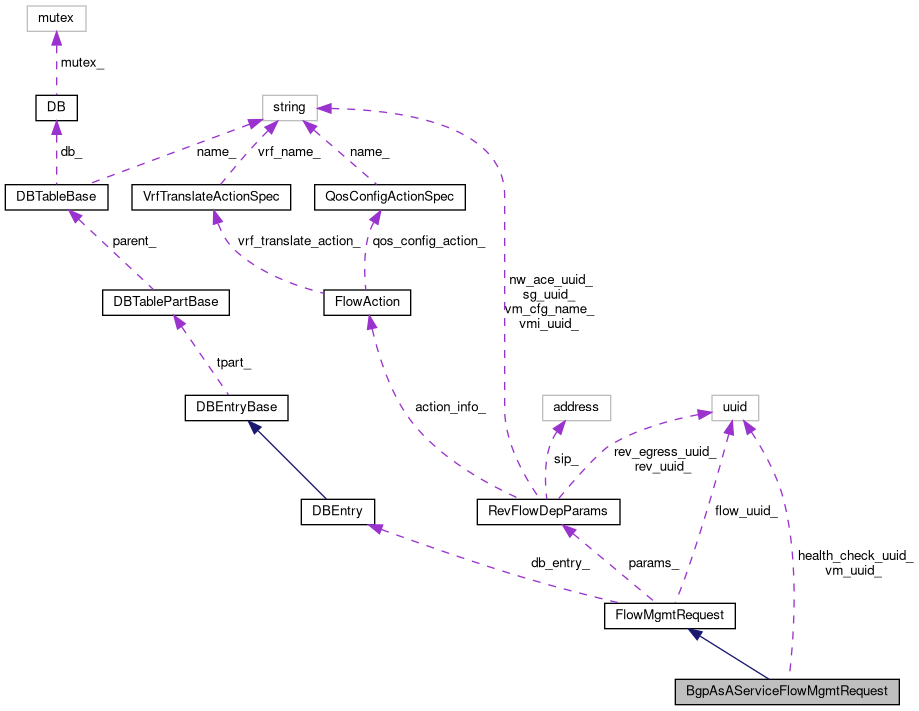 mutex
mutex_
DB
string
db_
name_
vrf_name_
name_
DBTableBase
VrfTranslateActionSpec
QosConfigActionSpec
parent_
vrf_translate_action_
qos_config_action_
nw_ace_uuid_
sg_uuid_
vm_cfg_name_
vmi_uuid_
DBTablePartBase
FlowAction
tpart_
DBEntryBase
action_info_
address
uuid
sip_
rev_egress_uuid_
rev_uuid_
DBEntry
RevFlowDepParams
flow_uuid_
db_entry_
params_
health_check_uuid_
vm_uuid_
FlowMgmtRequest
BgpAsAServiceFlowMgmtRequest